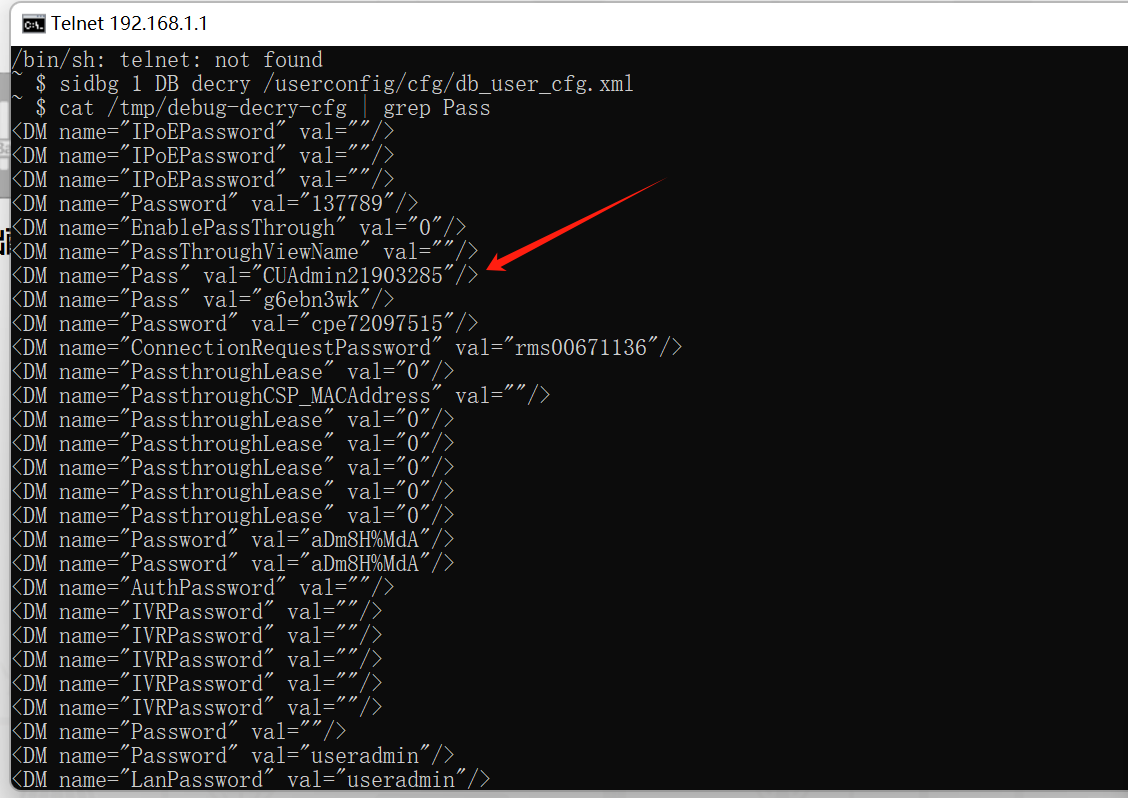 Telnet 192.168.1.1
/bin/sh: telnet: not found
~ $ sidbg 1 DB decry /userconfig/cfg/db_user_cfg.xml
~ $ cat /tmp/debug-decry-cfg | grep Pass
<DM name="IPoEPassword" val=""/>
<DM name="IPoEPassword" val=""/>
<DM name="IPoEPassword" val=""/>
<DM name="Password" val="137789"/>
<DM name="EnablePassThrough" val="0"/>
<DM name="PassThroughViewName" val=""/>
<DM name="Pass" val="CUAdmin21903285"/>
<DM name="Pass" val="g6ebn3wk"/>
<DM name="Password" val="cpe72097515"/>
<DM name="ConnectionRequestPassword" val="rms00671136"/>
<DM name="PassthroughLease" val="0"/>
<DM name="PassthroughCSP_MACAddress" val=""/>
<DM name="PassthroughLease" val="0"/>
<DM name="PassthroughLease" val="0"/>
<DM name="PassthroughLease" val="0"/>
<DM name="PassthroughLease" val="0"/>
<DM name="PassthroughLease" val="0"/>
<DM name="Password" val="aDm8H%MdA"/>
<DM name="Password" val="aDm8H%MdA"/>
<DM name="AuthPassword" val=""/>
<DM name="IVRPassword" val=""/>
<DM name="IVRPassword" val=""/>
<DM name="IVRPassword" val=""/>
<DM name="IVRPassword" val=""/>
<DM name="IVRPassword" val=""/>
<DM name="Password" val=""/>
<DM name="Password" val="useradmin"/>
<DM name="LanPassword" val="useradmin"/>